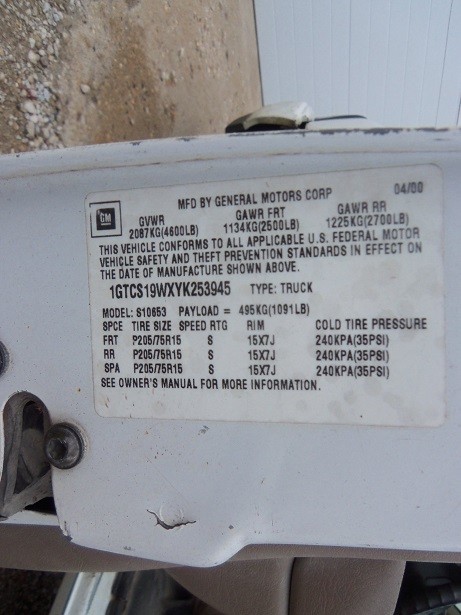 GM
MFD BY GENERAL MOTORS CORP 04/00
GVWR GAWR FRT GAWR RR
2087KG(4600LB) 1134KG(2500LB) 1225KG(2700LB)
THIS VEHICLE CONFORMS TO ALL APPLICABLE U.S. FEDERAL MOTOR
VEHICLE SAFETY AND THEFT PREVENTION STANDARDS IN EFFECT ON
THE DATE OF MANUFACTURE SHOWN ABOVE.
1GTCS19WXYK253945 TYPE: TRUCK
MODEL: S10653 PAYLOAD = 495KG(1091LB)
SPCE TIRE SIZE SPEED RTG RIM COLD TIRE PRESSURE
FRT P205/75R15 S 15X7J 240KPA(35PSI)
RR P205/75R15 S 15X7J 240KPA(35PSI)
SPA P205/75R15 S 15X7J 240KPA(35PSI)
SEE OWNER'S MANUAL FOR MORE INFORMATION.